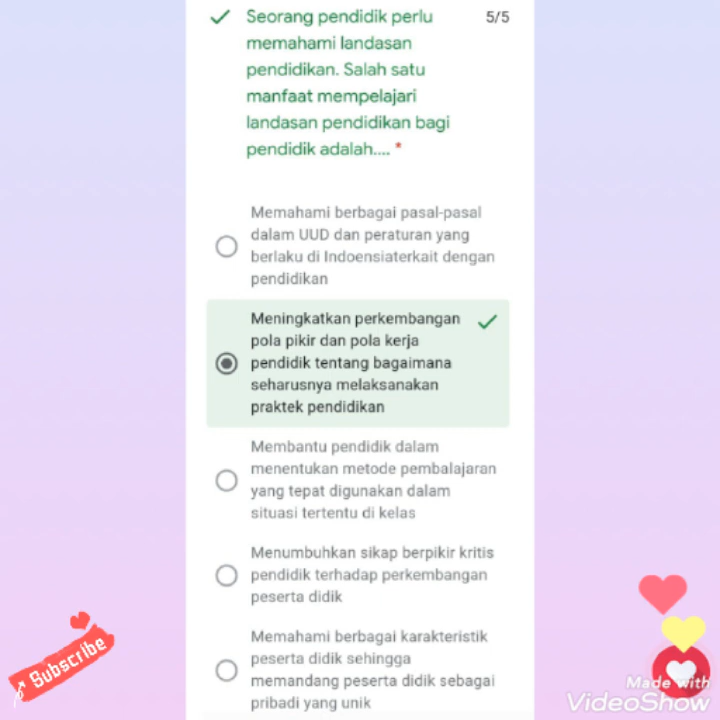 Seorang pendidik perlu
5/5
memahami landasan
pendidikan. Salah satu
manfaat mempelajari
landasan pendidikan bagi
pendidik adalah.... *
Memahami berbagai pasal-pasal
dalam UUD dan peraturan yang
berlaku di Indoensiaterkait dengan
pendidikan
Meningkatkan perkembangan
pola pikir dan pola kerja
pendidik tentang bagaimana
seharusnya melaksanakan
praktek pendidikan
Membantu pendidik dalam
menentukan metode pembalajaran
yang tepat digunakan dalam
situasi tertentu di kelas
Menumbuhkan sikap berpikir kritis
pendidik terhadap perkembangan
peserta didik
Memahami berbagai karakteristik
peserta didik sehingga
memandang peserta didik sebagai
pribadi yang unik
Subscribe
Made with
VideoShow